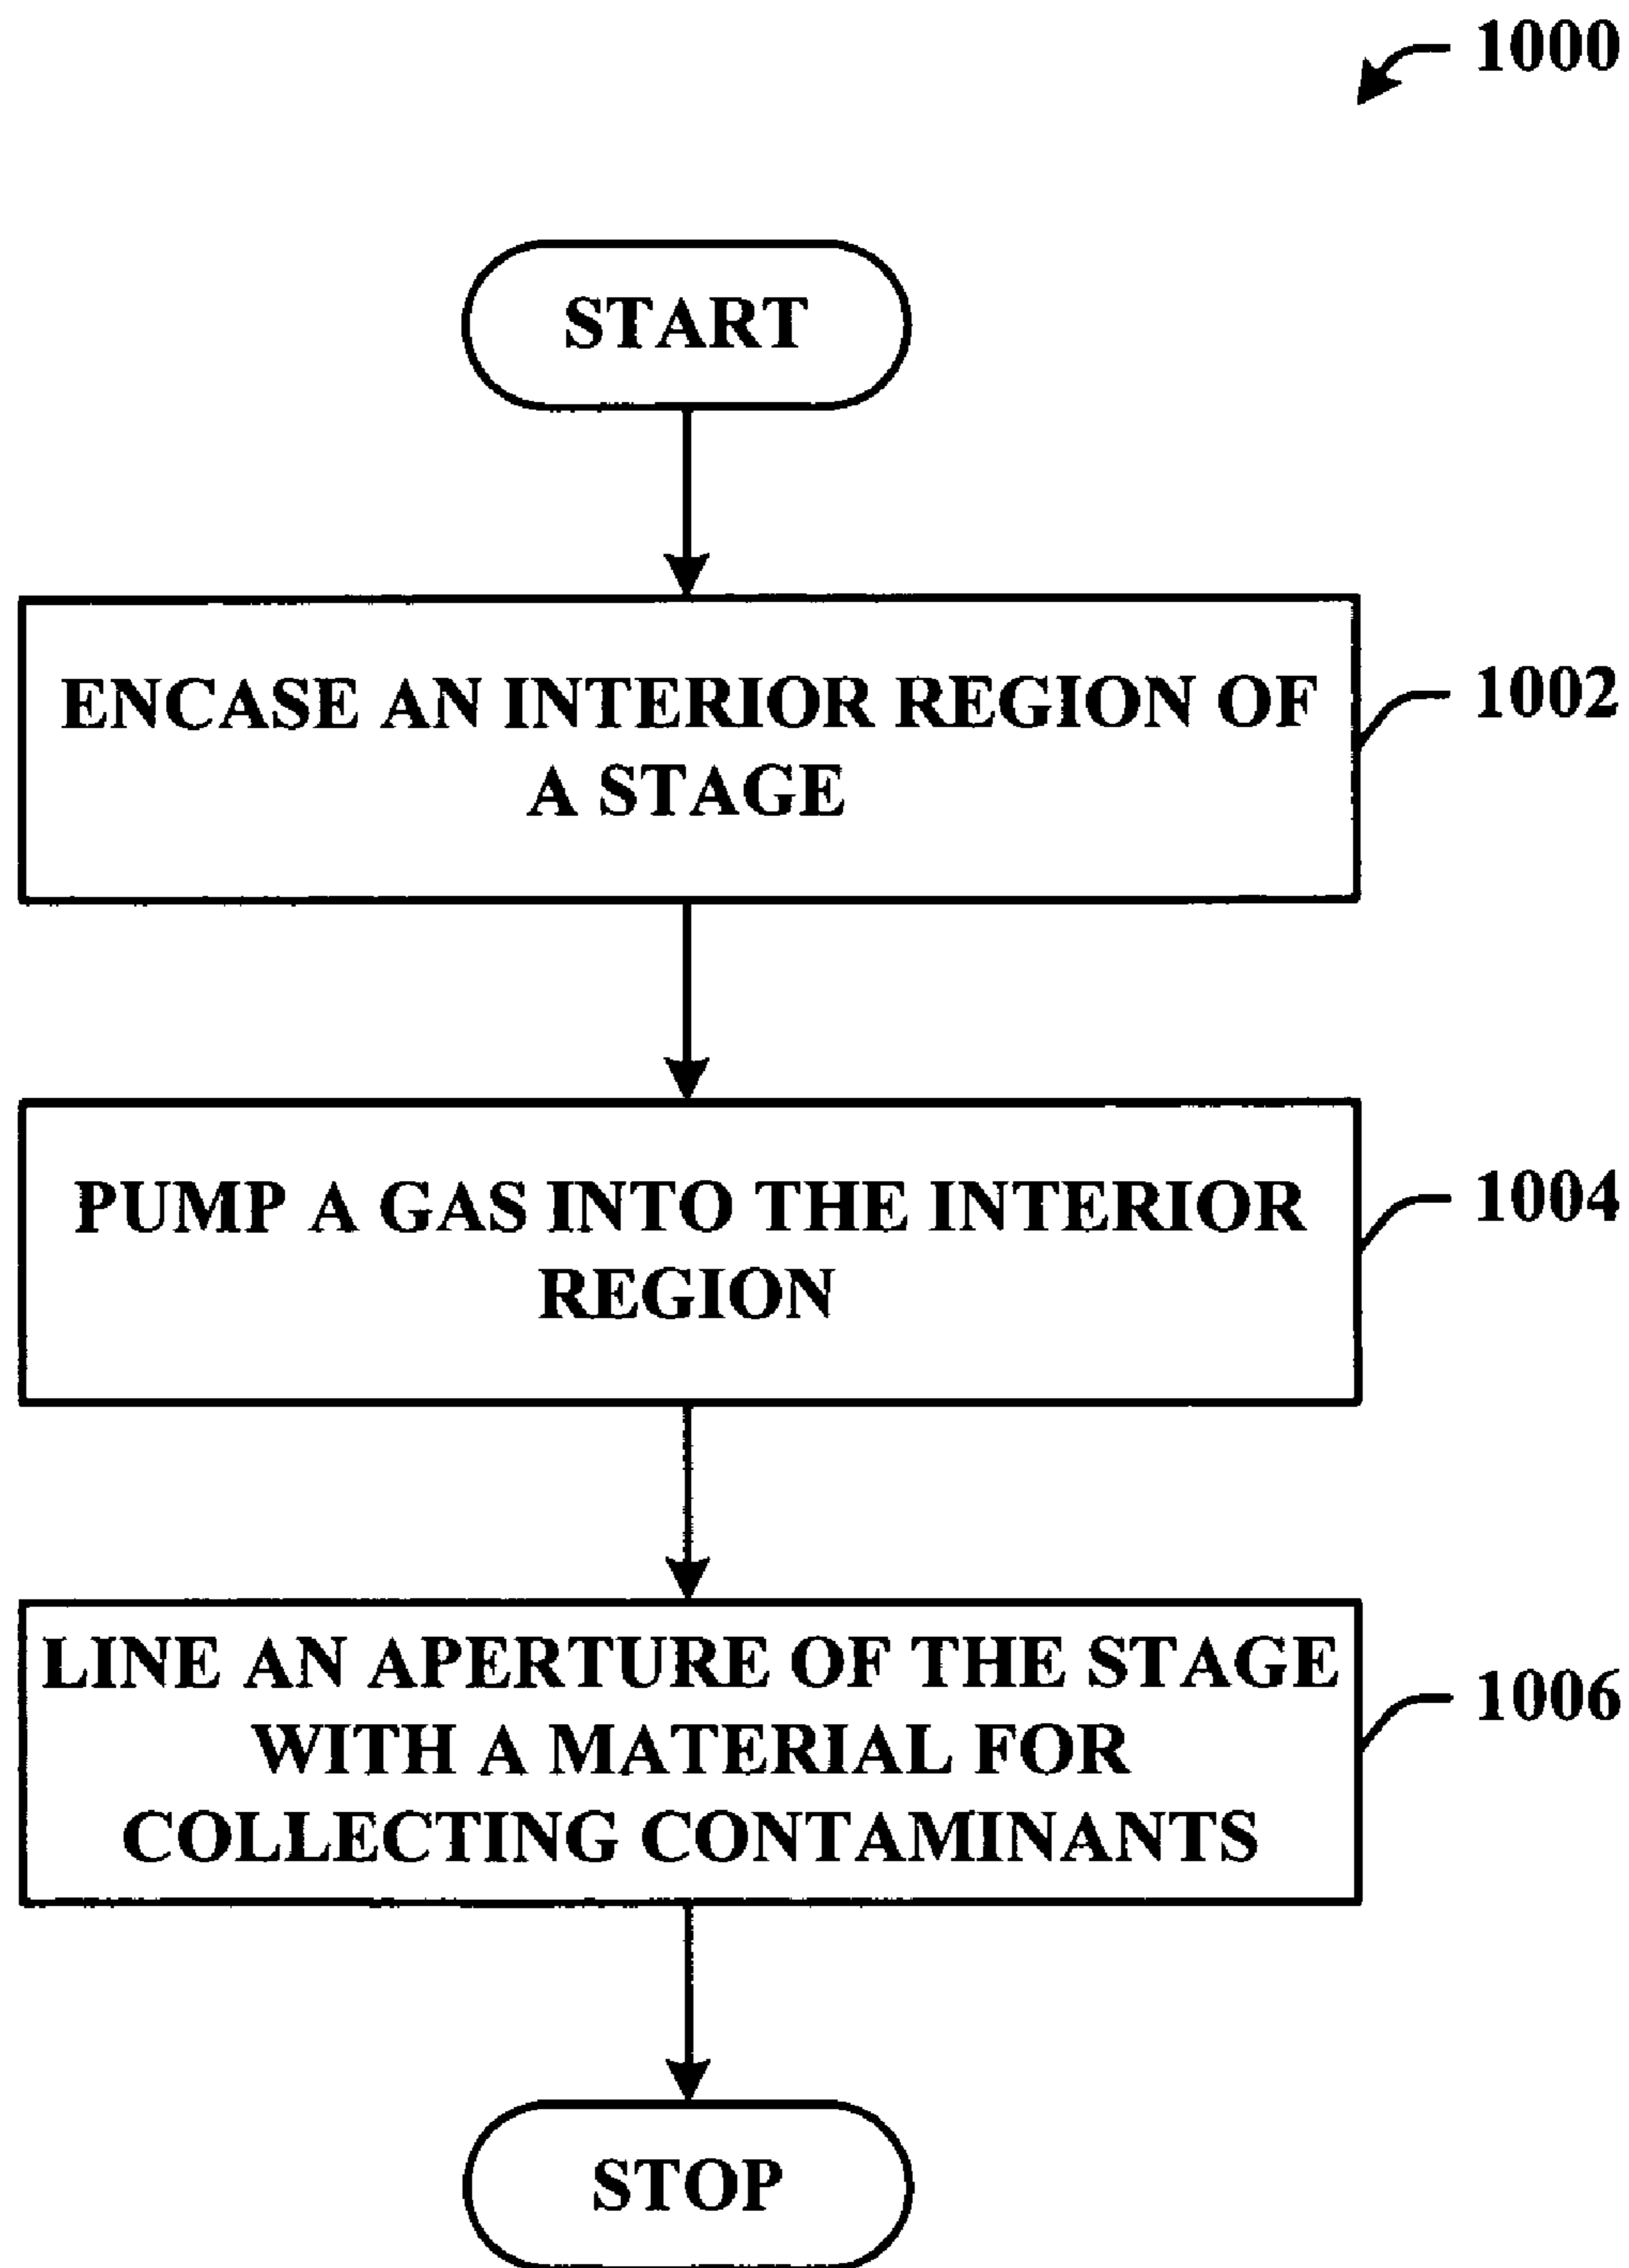 1000
START
ENCASE AN INTERIOR REGION OF
A STAGE
1002
PUMP A GAS INTO THE INTERIOR
REGION
1004
LINE AN APERTURE OF THE STAGE
WITH A MATERIAL FOR
COLLECTING CONTAMINANTS
1006
STOP